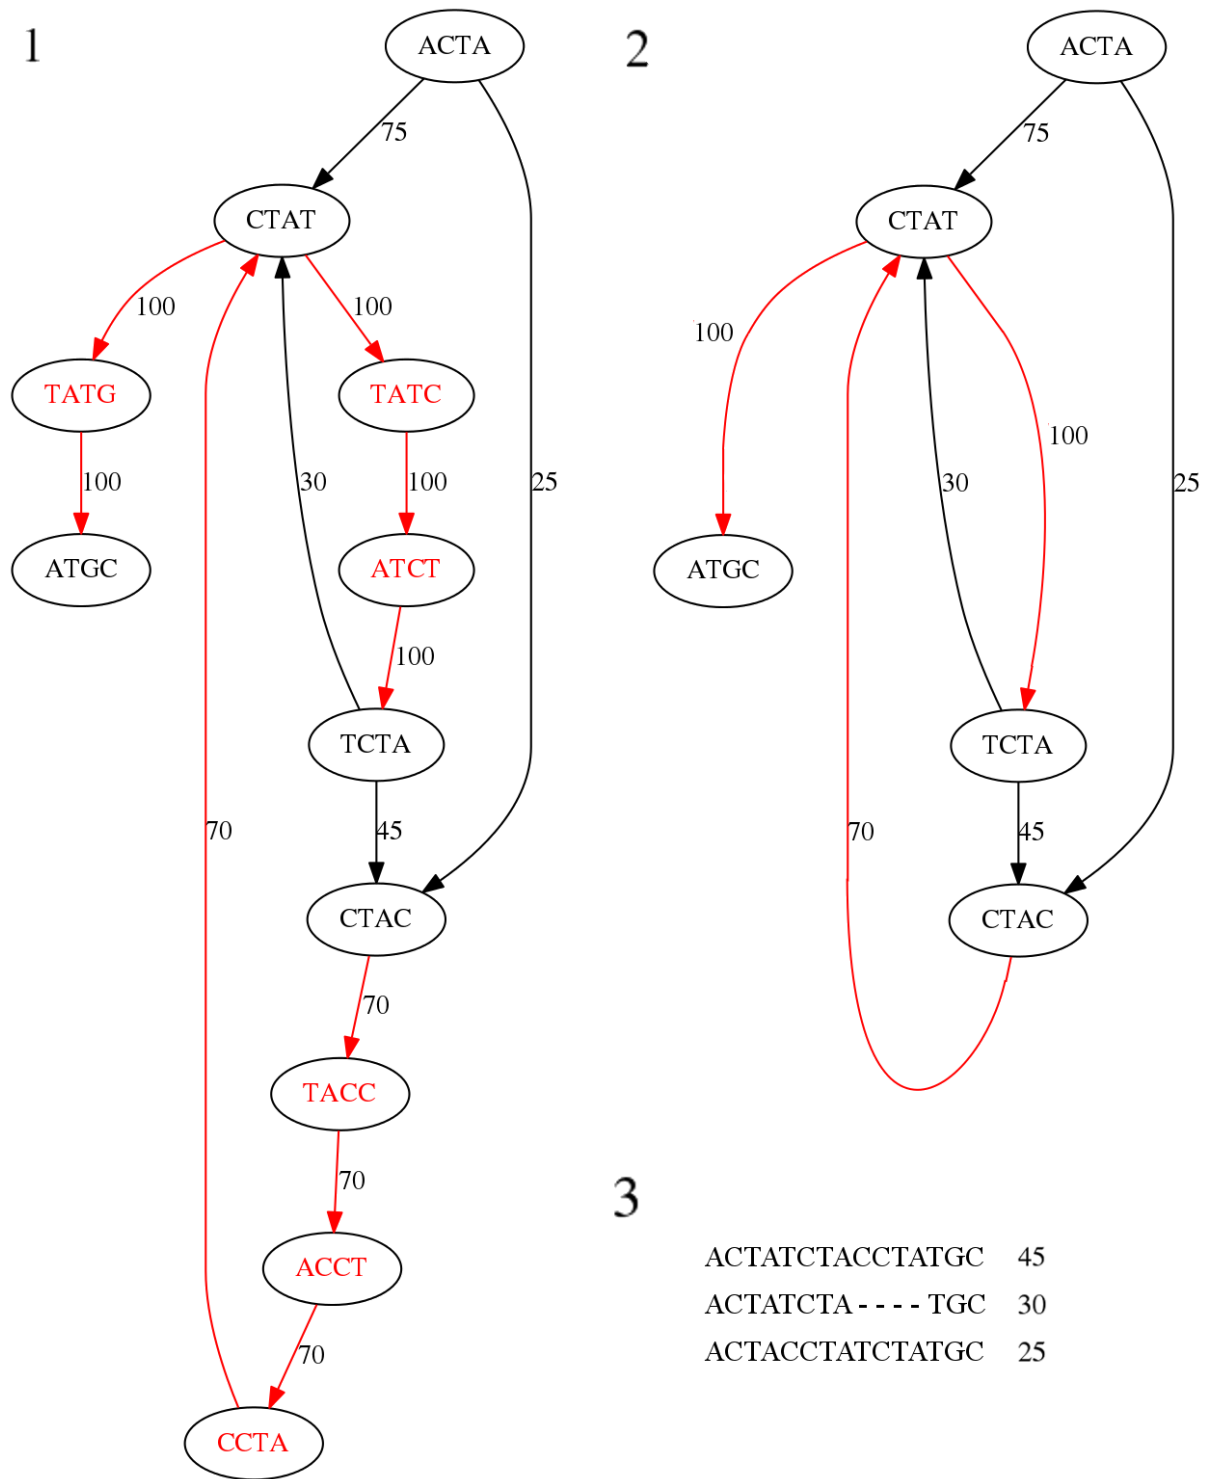 1
ACTA
75
CTAT
100
100
TATG
TATC
100
30
100
25
ATGC
ATCT
100
TCTA
70
45
CTAC
70
TACC
70
ACCT
70
CCTA
2
ACTA
75
CTAT
100
100
30
25
ATGC
TCTA
70
45
CTAC
3
ACTATCTACCTATGC 45
ACTATCTA - - - - TGC 30
ACTACCTATCTATGC 25